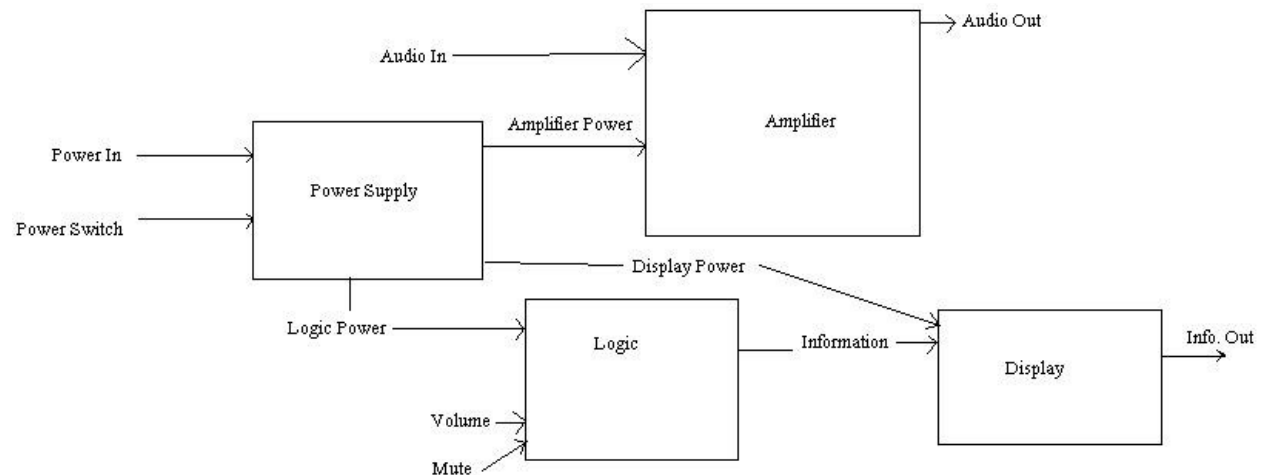 Audio Out
Audio In
Amplifier
Amplifier Power
Power In
Power Supply
Power Switch
Display Power
Logic Power
Logic
Information
Info. Out
Display
Volume
Mute